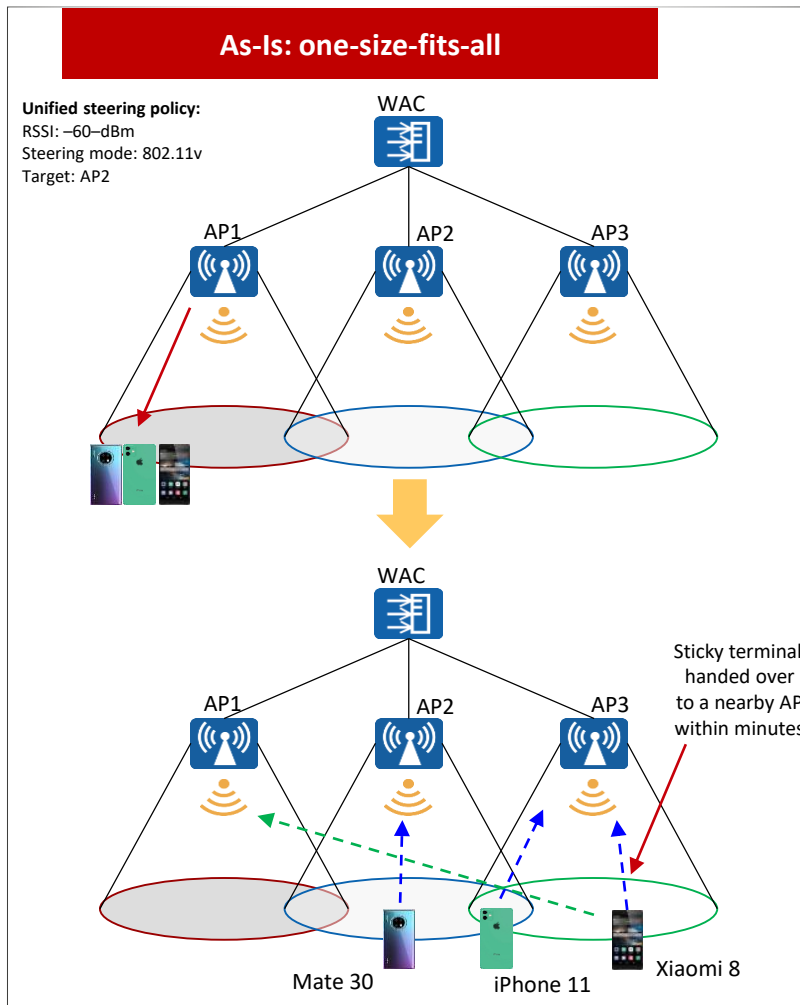 As-Is: one-size-fits-all
Unified steering policy:
RSSI: –60–dBm
Steering mode: 802.11v
Target: AP2
WAC
AP1
AP2
AP3
WAC
Sticky terminal
handed over
to a nearby AP
within minutes
AP1
AP2
AP3
Mate 30
iPhone 11
Xiaomi 8